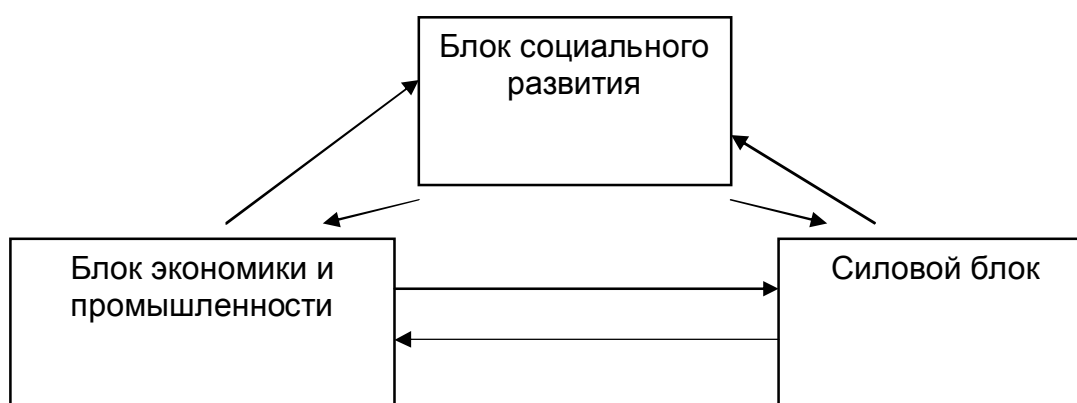 Блок социального
развития
Блок экономики и
промышленности
Силовой блок